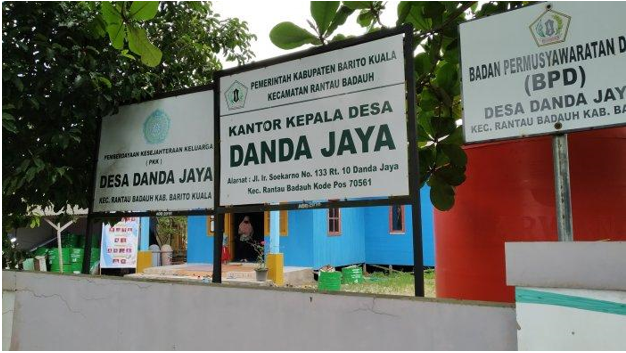 PEMBERDAYAAN KESEJAHTERAAN KELUARGA
( PKK )
DESA DANDA JAYA
KEC. RANTAU BADAUH KAB. BARITO KUALA
PEMERINTAH KABUPATEN BARITO KUALA
KECAMATAN RANTAU BADAUH
KANTOR KEPALA DESA
DANDA JAYA
Alamat : Jl. Ir. Soekarno No. 133 Rt. 10 Danda Jaya
Kec. Rantau Badauh Kode Pos 70561
BADAN PERMUSYAWARATAN D
(BPD)
DESA DANDA JAY
KEC. RANTAU BADAUH KAB. BA